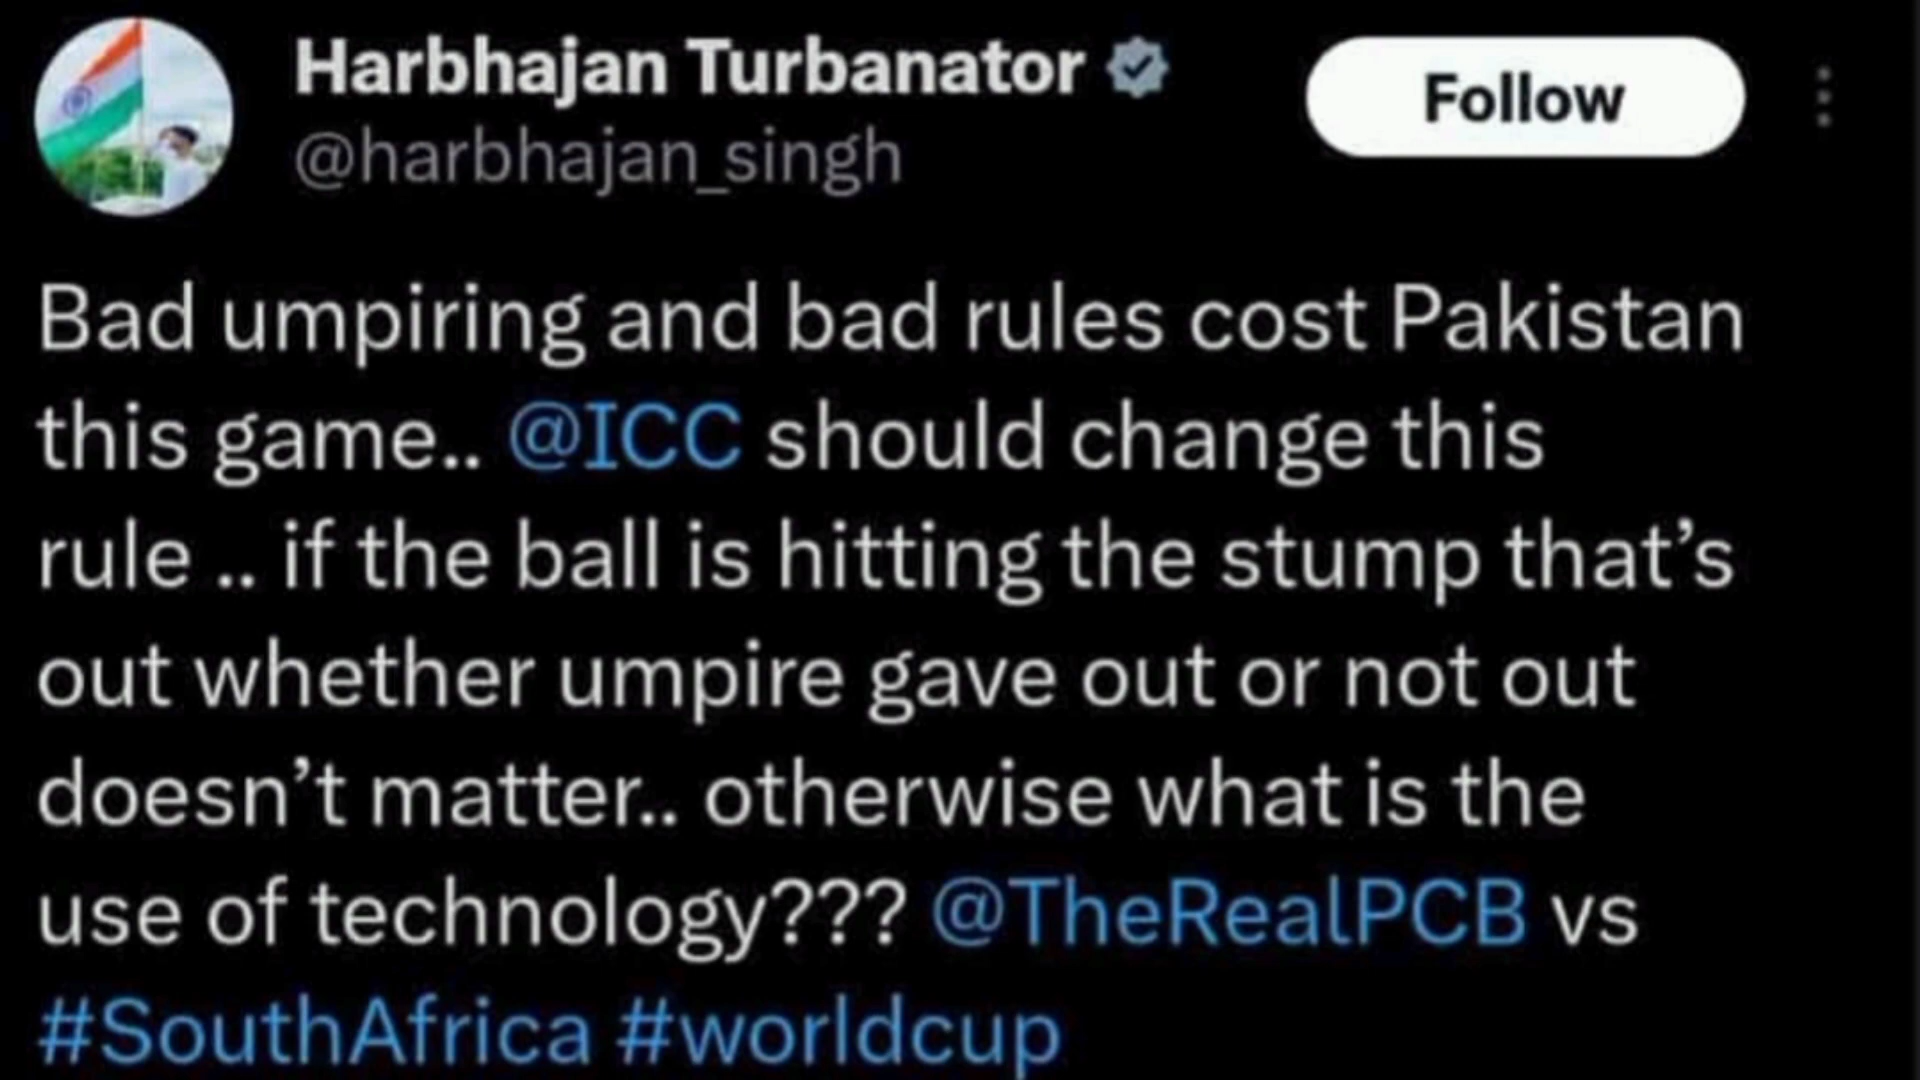 Harbhajan Turbanator
Follow
@harbhajan_singh
Bad umpiring and bad rules cost Pakistan
this game.. @ICC should change this
rule .. if the ball is hitting the stump that’s
out whether umpire gave out or not out
doesn’t matter.. otherwise what is the
use of technology??? @TheRealPCB vs
#SouthAfrica #worldcup